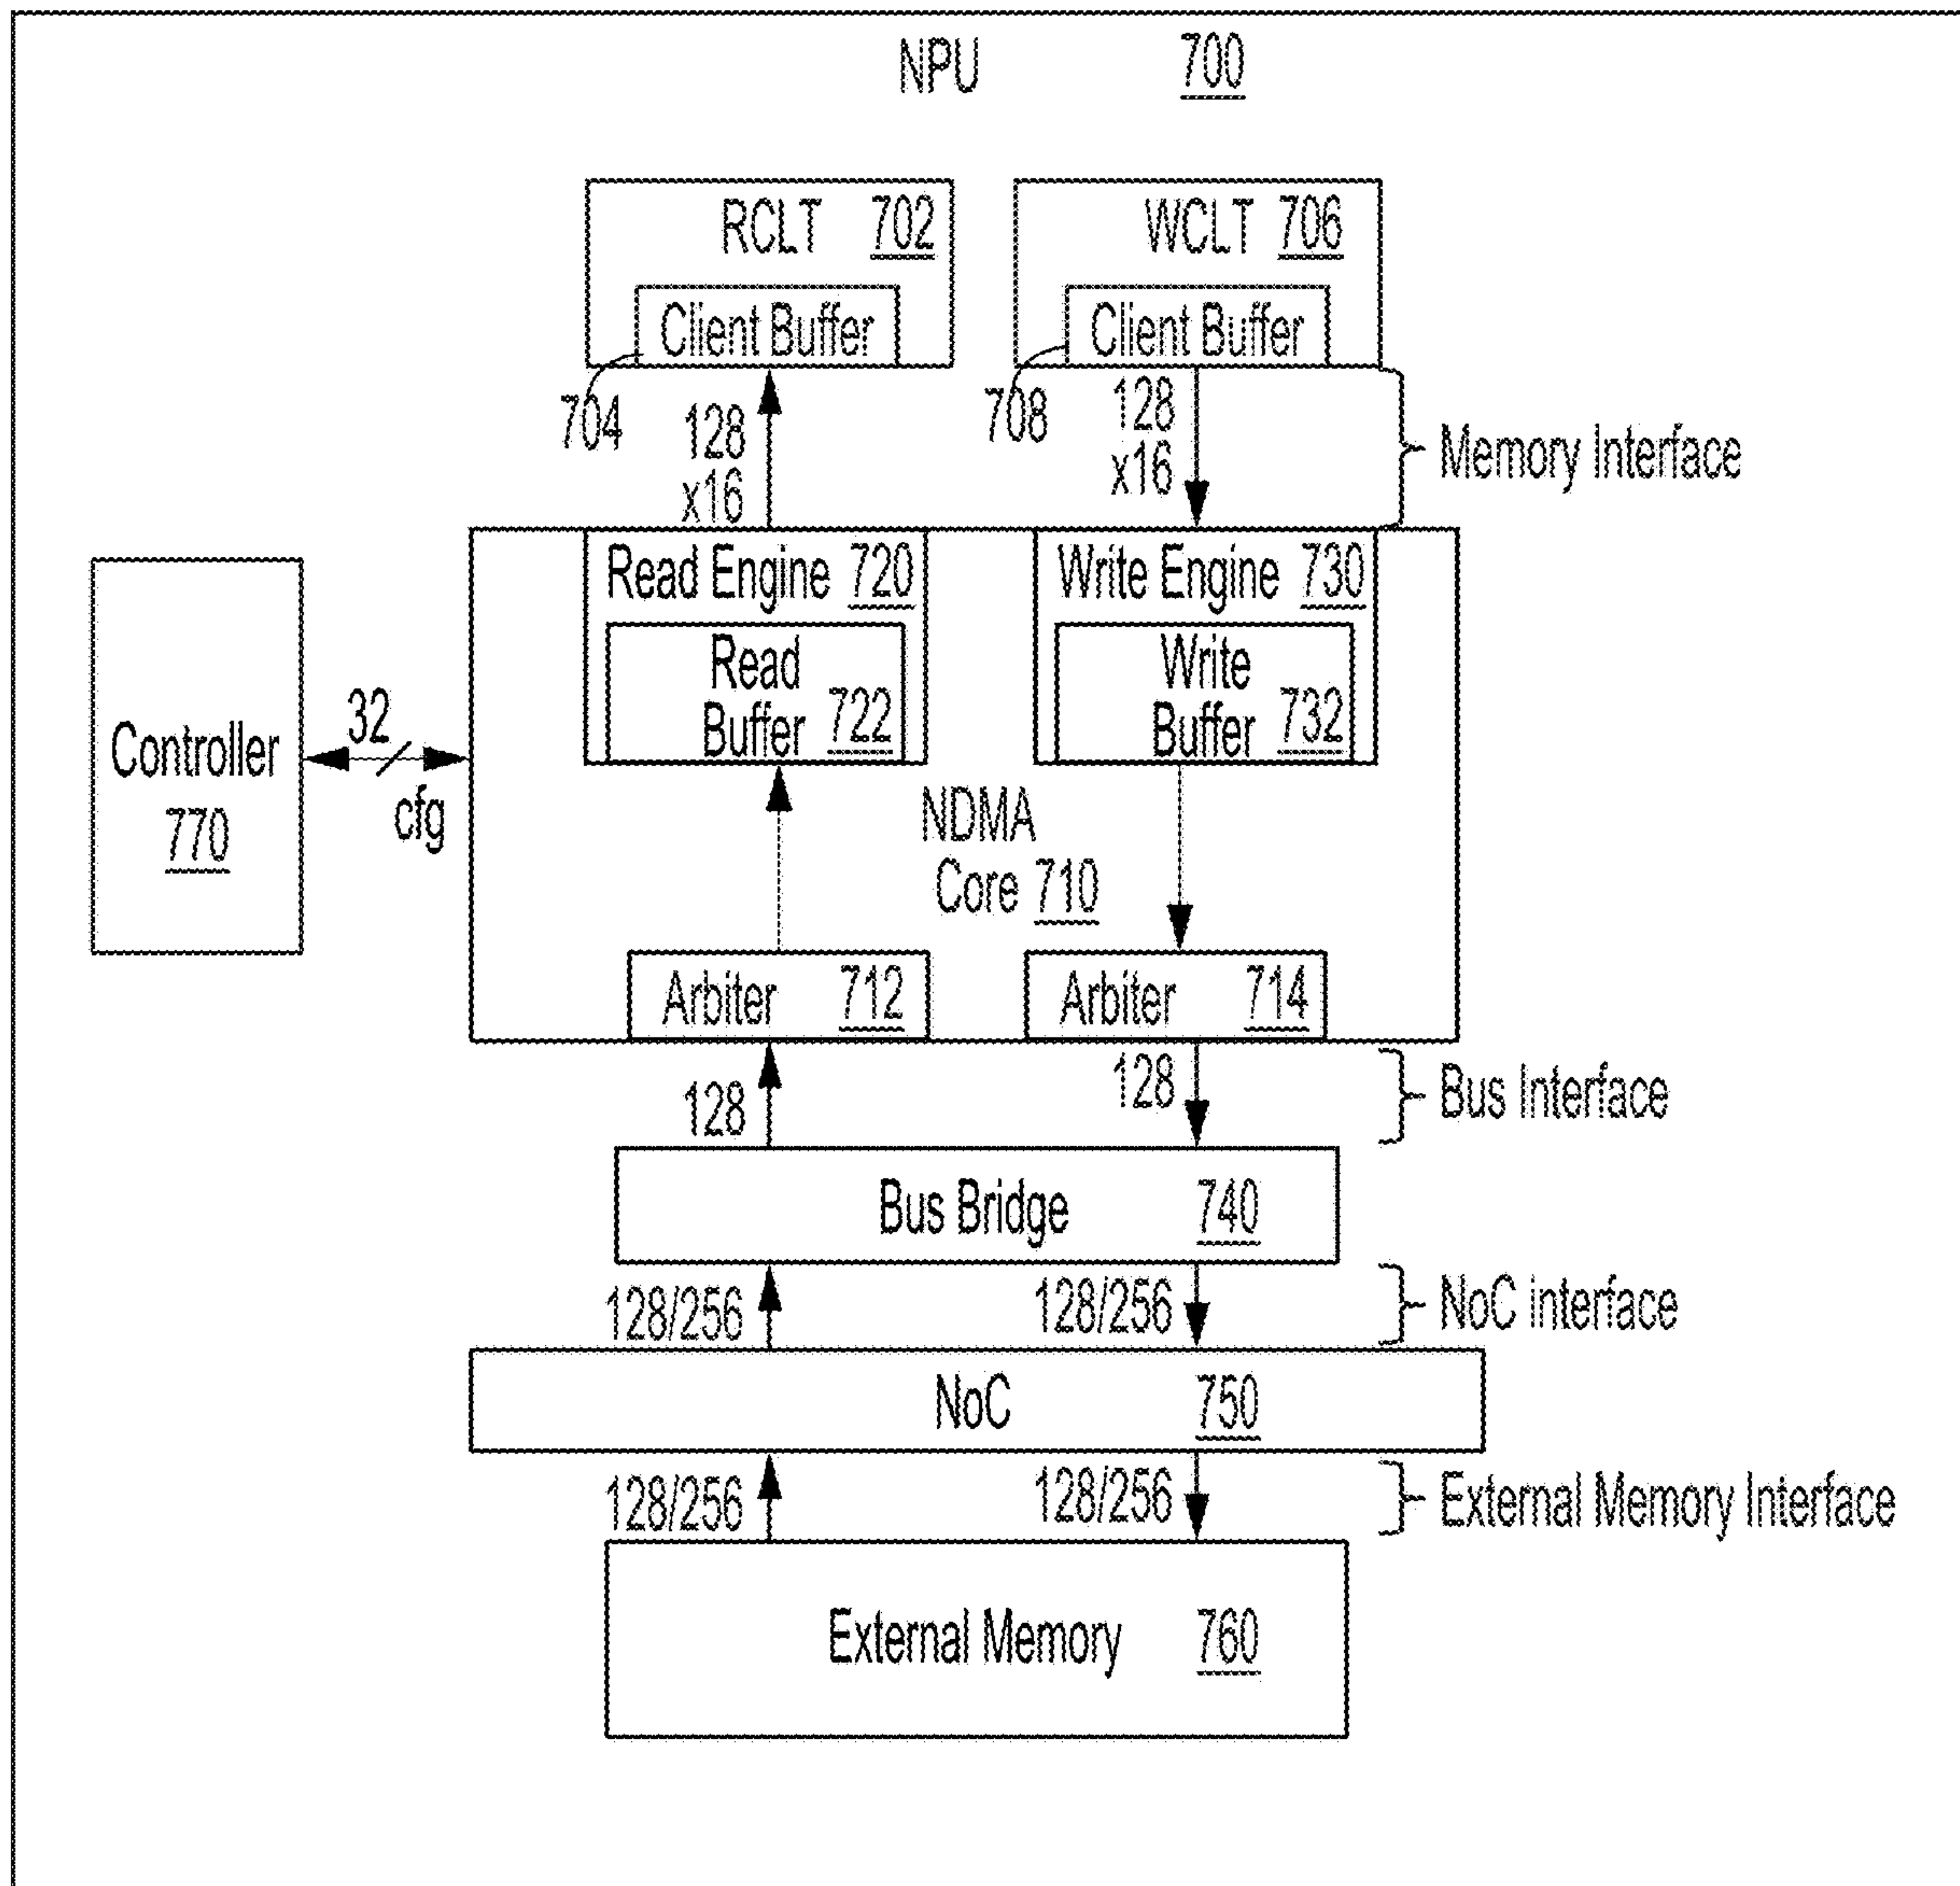 NPU 700
RCLT 702
WCLT 706
Client Buffer
Client Buffer
704
128
x16
708
128
x16
Memory Interface
Read Engine 720
Write Engine 730
Read
Buffer 722
Write
Buffer 732
Controller
770
32
cfg
NDMA
Core 710
Arbiter 712
Arbiter 714
128
128
Bus Interface
Bus Bridge 740
128/256
128/256
NoC interface
NoC 750
128/256
128/256
External Memory Interface
External Memory 760